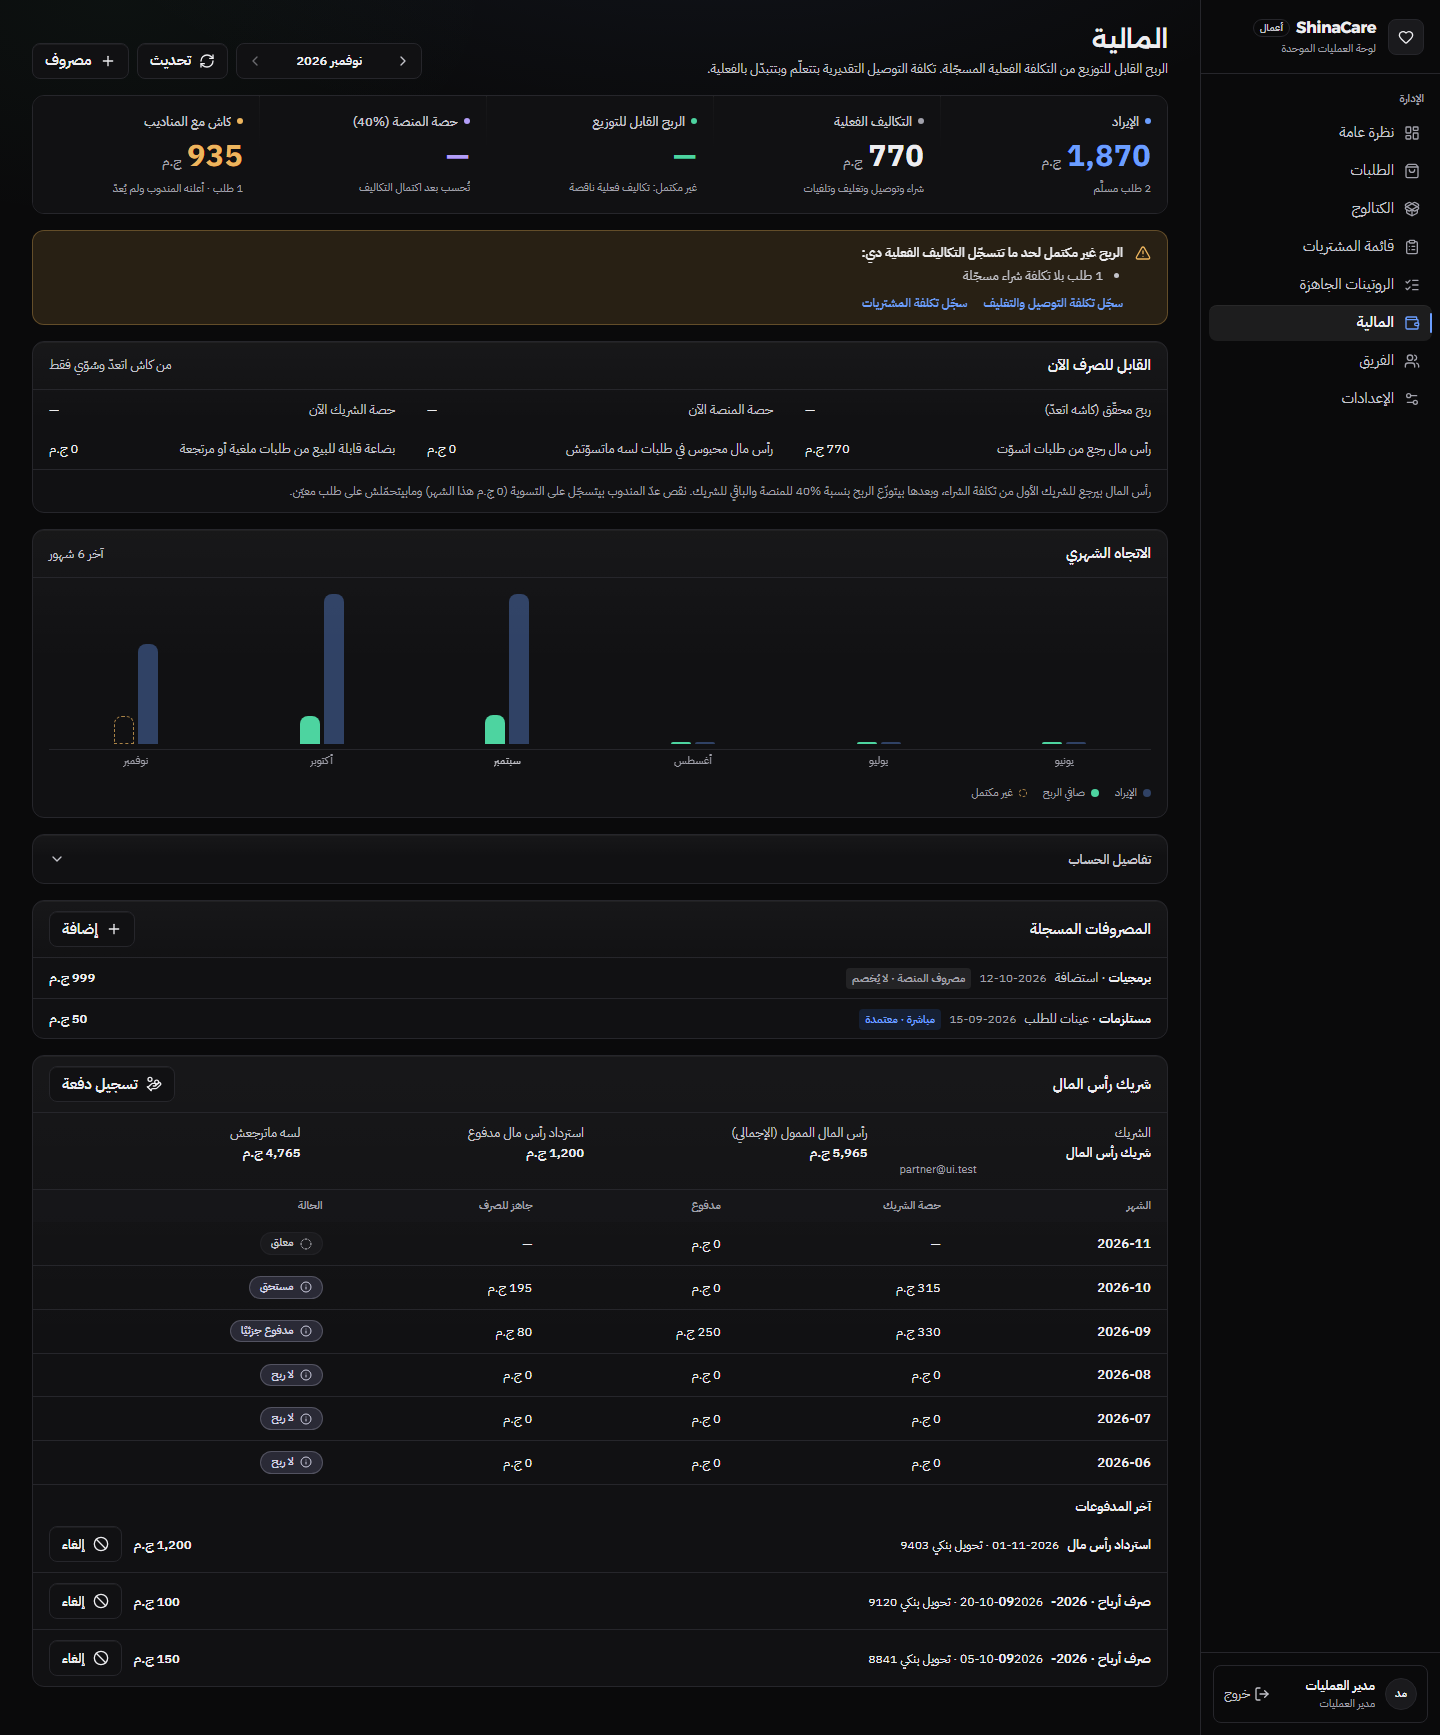 ShinaCare أعمال
لوحة العمليات الموحدة
الإدارة
نظرة عامة
الطلبات
الكتالوج
قائمة المشتريات
الروتينات الجاهزة
المالية
الفريق
الإعدادات
مد
مدير العمليات
مدير العمليات
خروج
المالية
الربح القابل للتوزيع من التكلفة الفعلية المسجّلة. تكلفة التوصيل التقديرية بتتعلّم وبتتبدّل بالفعلية.
نوفمبر 2026
تحديث
مصروف
الإيراد
1,870 ج.م
2 طلب مسلّم
التكاليف الفعلية
770 ج.م
شراء وتوصيل وتغليف وتلفيات
الربح القابل للتوزيع
—
غير مكتمل: تكاليف فعلية ناقصة
حصة المنصة (40%)
—
تُحسب بعد اكتمال التكاليف
كاش مع المناديب
935 ج.م
1 طلب · أعلنه المندوب ولم يُعدّ
الربح غير مكتمل لحد ما تتسجّل التكاليف الفعلية دي:
1 طلب بلا تكلفة شراء مسجّلة
سجّل تكلفة التوصيل والتغليف سجّل تكلفة المشتريات
القابل للصرف الآن
من كاش اتعدّ وسُوّي فقط
ربح محقّق (كاشه اتعدّ) —
حصة المنصة الآن —
حصة الشريك الآن —
رأس مال رجع من طلبات اتسوّت 770 ج.م
رأس مال محبوس في طلبات لسه ماتسوّتش 0 ج.م
بضاعة قابلة للبيع من طلبات ملغية أو مرتجعة 0 ج.م
رأس المال بيرجع للشريك الأول من تكلفة الشراء، وبعدها بيتوزّع الربح بنسبة 40% للمنصة والباقي للشريك. نقص عدّ المندوب بيتسجّل على التسوية (0 ج.م هذا الشهر) ومابيتحمّلش على طلب معيّن.
الاتجاه الشهري
آخر 6 شهور
يونيو يوليو أغسطس سبتمبر أكتوبر نوفمبر
الإيراد صافي الربح غير مكتمل
تفاصيل الحساب
المصروفات المسجلة
إضافة
برمجيات · استضافة 12-10-2026 مصروف المنصة · لا يُخصم 999 ج.م
مستلزمات · عينات للطلب 15-09-2026 مباشرة · معتمدة 50 ج.م
شريك رأس المال
تسجيل دفعة
الشريك
شريك رأس المال
partner@ui.test
رأس المال الممول (الإجمالي)
5,965 ج.م
استرداد رأس مال مدفوع
1,200 ج.م
لسه ماترجعش
4,765 ج.م
الشهر حصة الشريك مدفوع جاهز للصرف الحالة
2026-11 — 0 ج.م — معلق
2026-10 315 ج.م 0 ج.م 195 ج.م مستحق
2026-09 330 ج.م 250 ج.م 80 ج.م مدفوع جزئيًا
2026-08 0 ج.م 0 ج.م 0 ج.م لا ربح
2026-07 0 ج.م 0 ج.م 0 ج.م لا ربح
2026-06 0 ج.م 0 ج.م 0 ج.م لا ربح
آخر المدفوعات
استرداد رأس مال 01-11-2026 · تحويل بنكي 9403 1,200 ج.م إلغاء
صرف أرباح · 2026- 20-10-092026 · تحويل بنكي 9120 100 ج.م إلغاء
صرف أرباح · 2026- 05-10-092026 · تحويل بنكي 8841 150 ج.م إلغاء